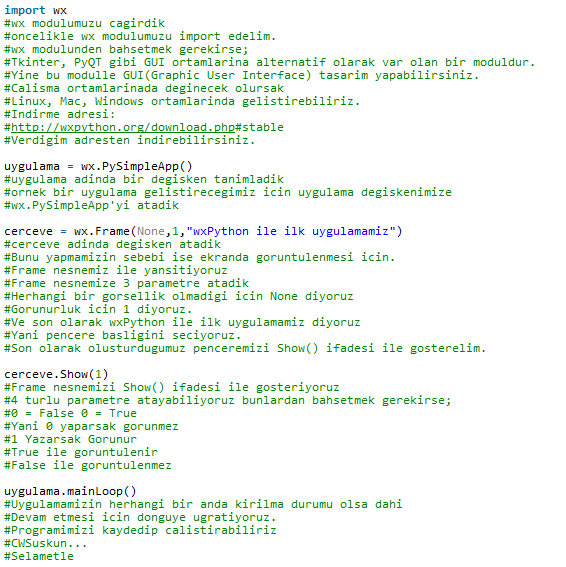 import wx
#wx modulumuzu cagirdik
#oncelikle wx modulumuzu import edelim.
#wx modulunden bahsetmek gerekirse;
#Tkinter, PyQT gibi GUI ortamlarina alternatif olarak var olan bir moduldur.
#Yine bu modulle GUI(Graphic User Interface) tasarim yapabilirsiniz.
#Calisma ortamlarinada deginecek olursak
#Linux, Mac, Windows ortamlarinda gelistirebiliriz.
#Indirme adresi:
#http://wxpython.org/download.php#stable
#Verdigim adresten indirebilirsiniz.
uygulama = wx.PySimpleApp()
#uygulama adinda bir degisken tanimladik
#ornek bir uygulama gelistirecegimiz icin uygulama degiskenimize
#wx.PySimpleApp'yi atadik
cerceve = wx.Frame(None,1,"wxPython ile ilk uygulamamiz")
#cerceve adinda degisken atadik
#Bunu yapmamizin sebebi ise ekranda goruntulenmesi icin.
#Frame nesnemiz ile yansitiyoruz
#Frame nesnemize 3 parametre atadik
#Herhangi bir gorsellik olmadigi icin None diyoruz
#Gorunurluk icin 1 diyoruz.
#Ve son olarak wxPython ile ilk uygulamamiz diyoruz
#Yani pencere basligini seciyoruz.
#Son olarak olusturdugumuz penceremizi Show() ifadesi ile gosterelim.
cerceve.Show(1)
#Frame nesnemizi Show() ifadesi ile gosteriyoruz
#4 turlu parametre atayabiliyoruz bunlardan bahsetmek gerekirse;
#0 = False 0 = True
#Yani 0 yaparsak gorunmez
#1 Yazarsak Gorunur
#True ile goruntulenir
#False ile goruntulenmez
uygulama.mainLoop()
#Uygulamamizin herhangi bir anda kirilma durumu olsa dahi
#Devam etmesi icin donguye ugratiyoruz.
#Programimizi kaydedip calistirabiliriz
#CWSuskun...
#Selametle